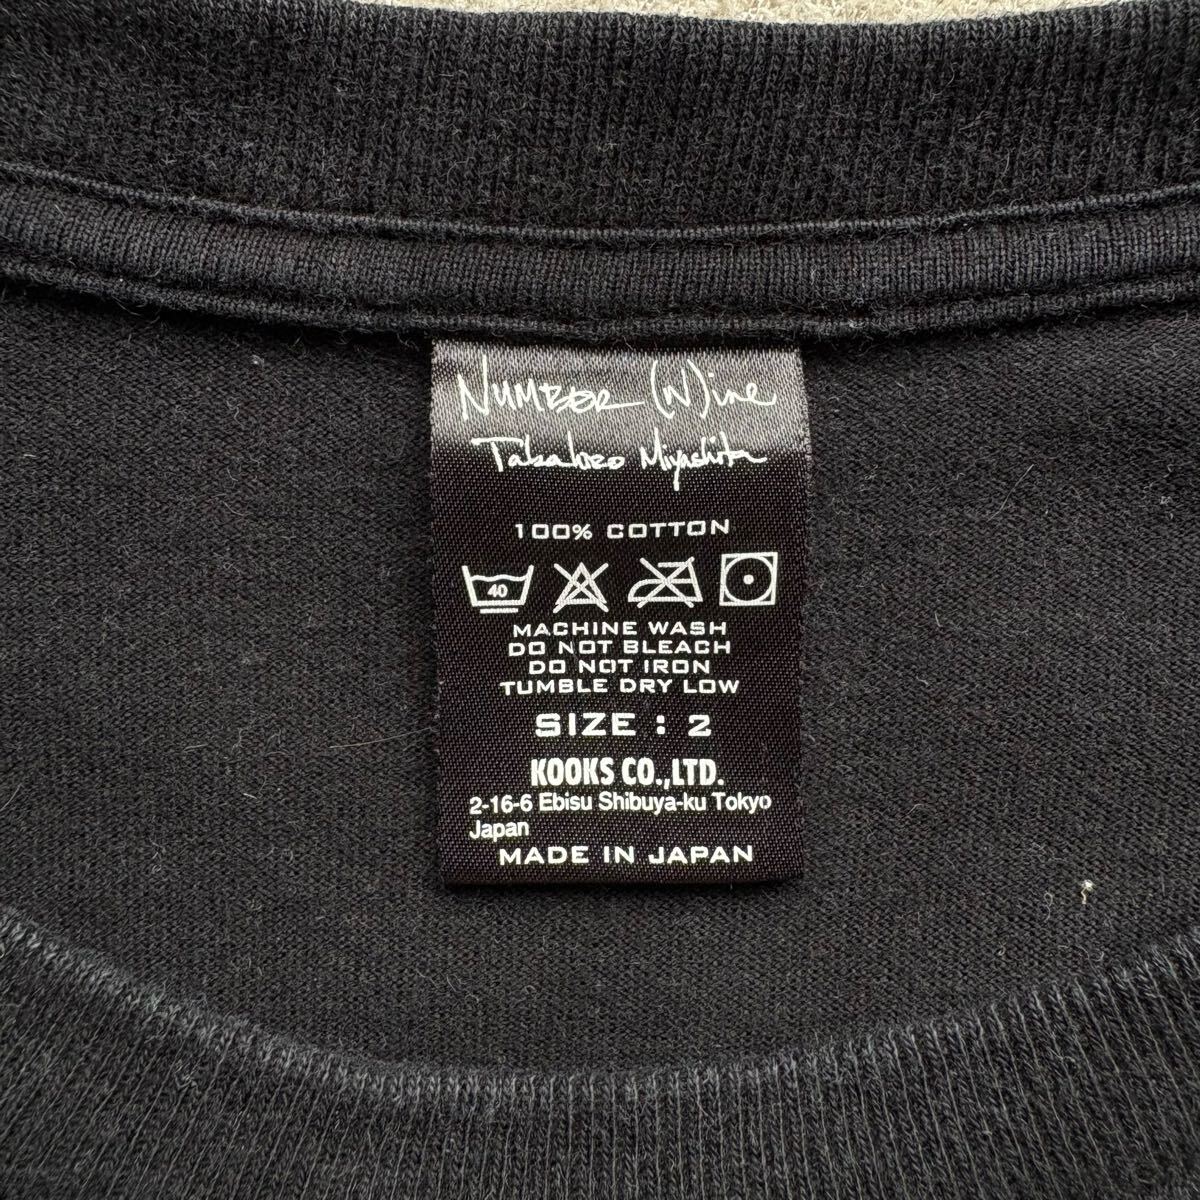 NUMBER (N)ine
Takahiro Miyashita
100% COTTON
40
MACHINE WASH
DO NOT BLEACH
DO NOT IRON
TUMBLE DRY LOW
SIZE : 2
KOOKS CO.,LTD.
2-16-6 Ebisu Shibuya-ku Tokyo
Japan
MADE IN JAPAN